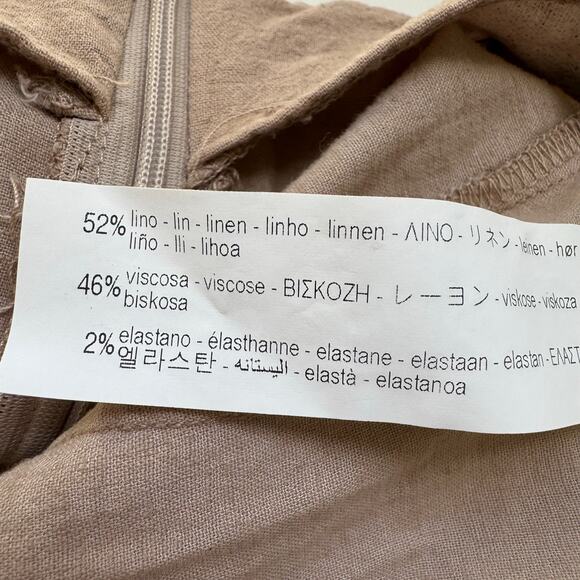 52% lino - lin - linen - linho - linnen - ΛINO - リネン - leinen - hør
liño - lli - lihoa
46% viscosa - viscose - ΒΙΣΚΟΖΗ - レーヨン - viskose - viskoza
biskosa
2% elastano - élasthanne - elastane - elastaan - elastan - ΕΛΑΣΤ
엘라스탄 - اليستانه - elastà - elastanoa